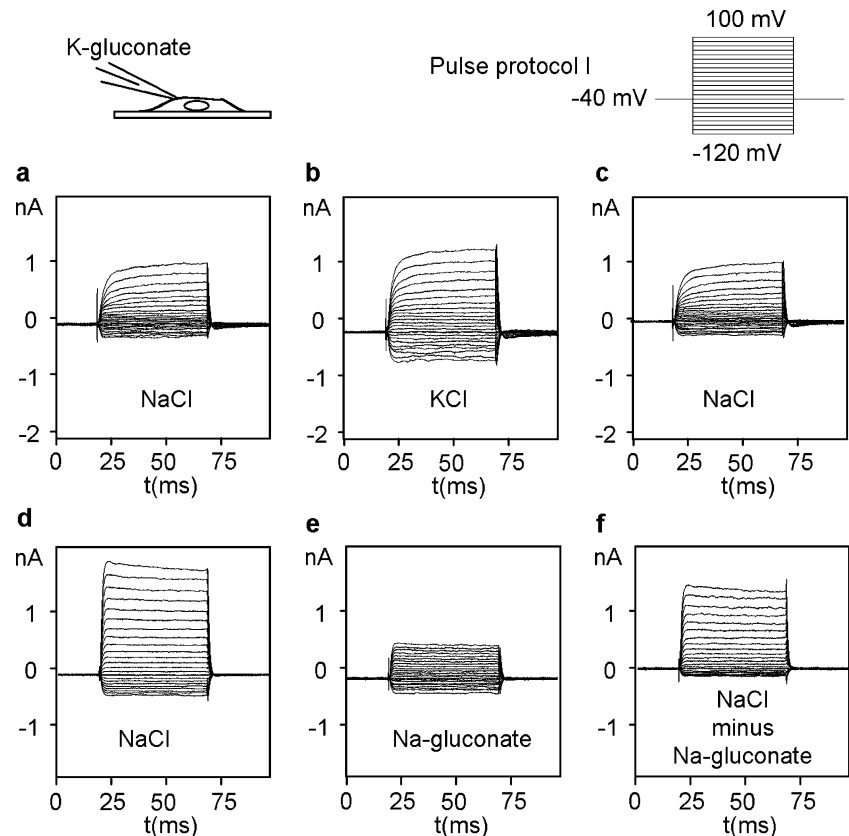 K-gluconate
Pulse protocol I
100 mV
-40 mV
-120 mV
a
nA
1
0
-1
-2
0 25 50 75
t(ms)
NaCl
b
nA
1
0
-1
-2
0 25 50 75
t(ms)
KCl
c
nA
1
0
-1
-2
0 25 50 75
t(ms)
NaCl
d
nA
1
0
-1
0 25 50 75
t(ms)
NaCl
e
nA
1
0
-1
0 25 50 75
t(ms)
Na-gluconate
f
nA
1
0
-1
0 25 50 75
t(ms)
NaCl
minus
Na-gluconate